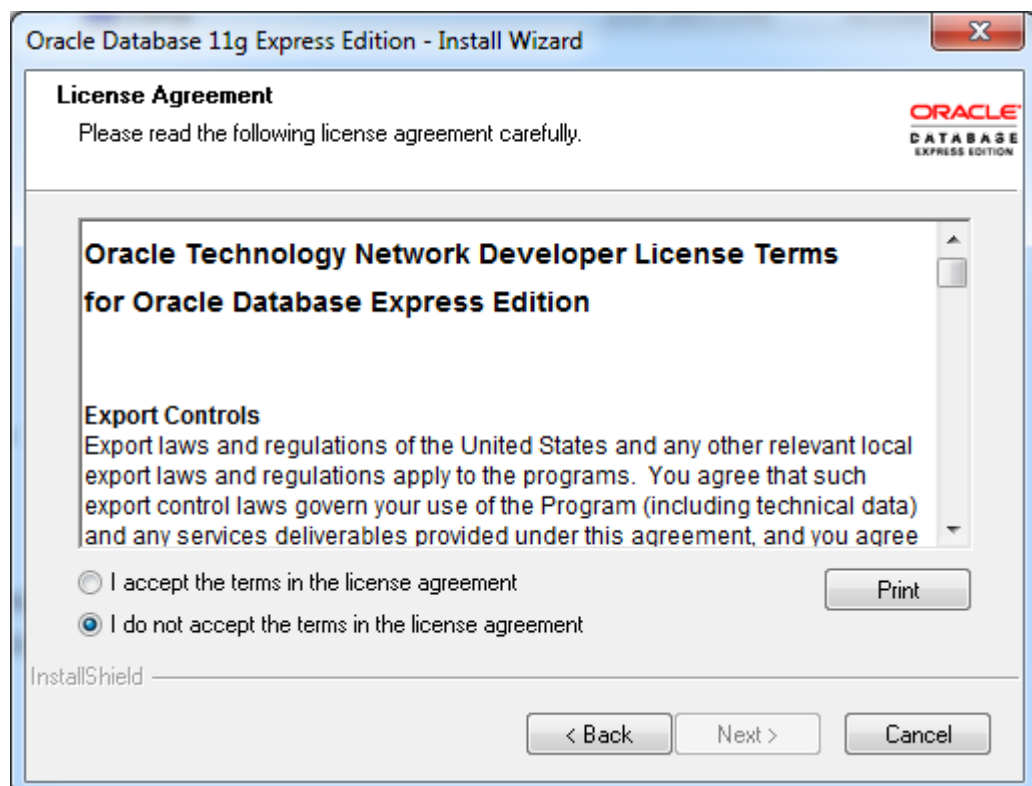 Oracle Database 11g Express Edition - Install Wizard
License Agreement
Please read the following license agreement carefully.
ORACLE
DATABASE
EXPRESS EDITION
Oracle Technology Network Developer License Terms
for Oracle Database Express Edition
Export Controls
Export laws and regulations of the United States and any other relevant local
export laws and regulations apply to the programs.  You agree that such
export control laws govern your use of the Program (including technical data)
and any services deliverables provided under this agreement, and you agree
I accept the terms in the license agreement
Print
I do not accept the terms in the license agreement
InstallShield
< Back
Next >
Cancel